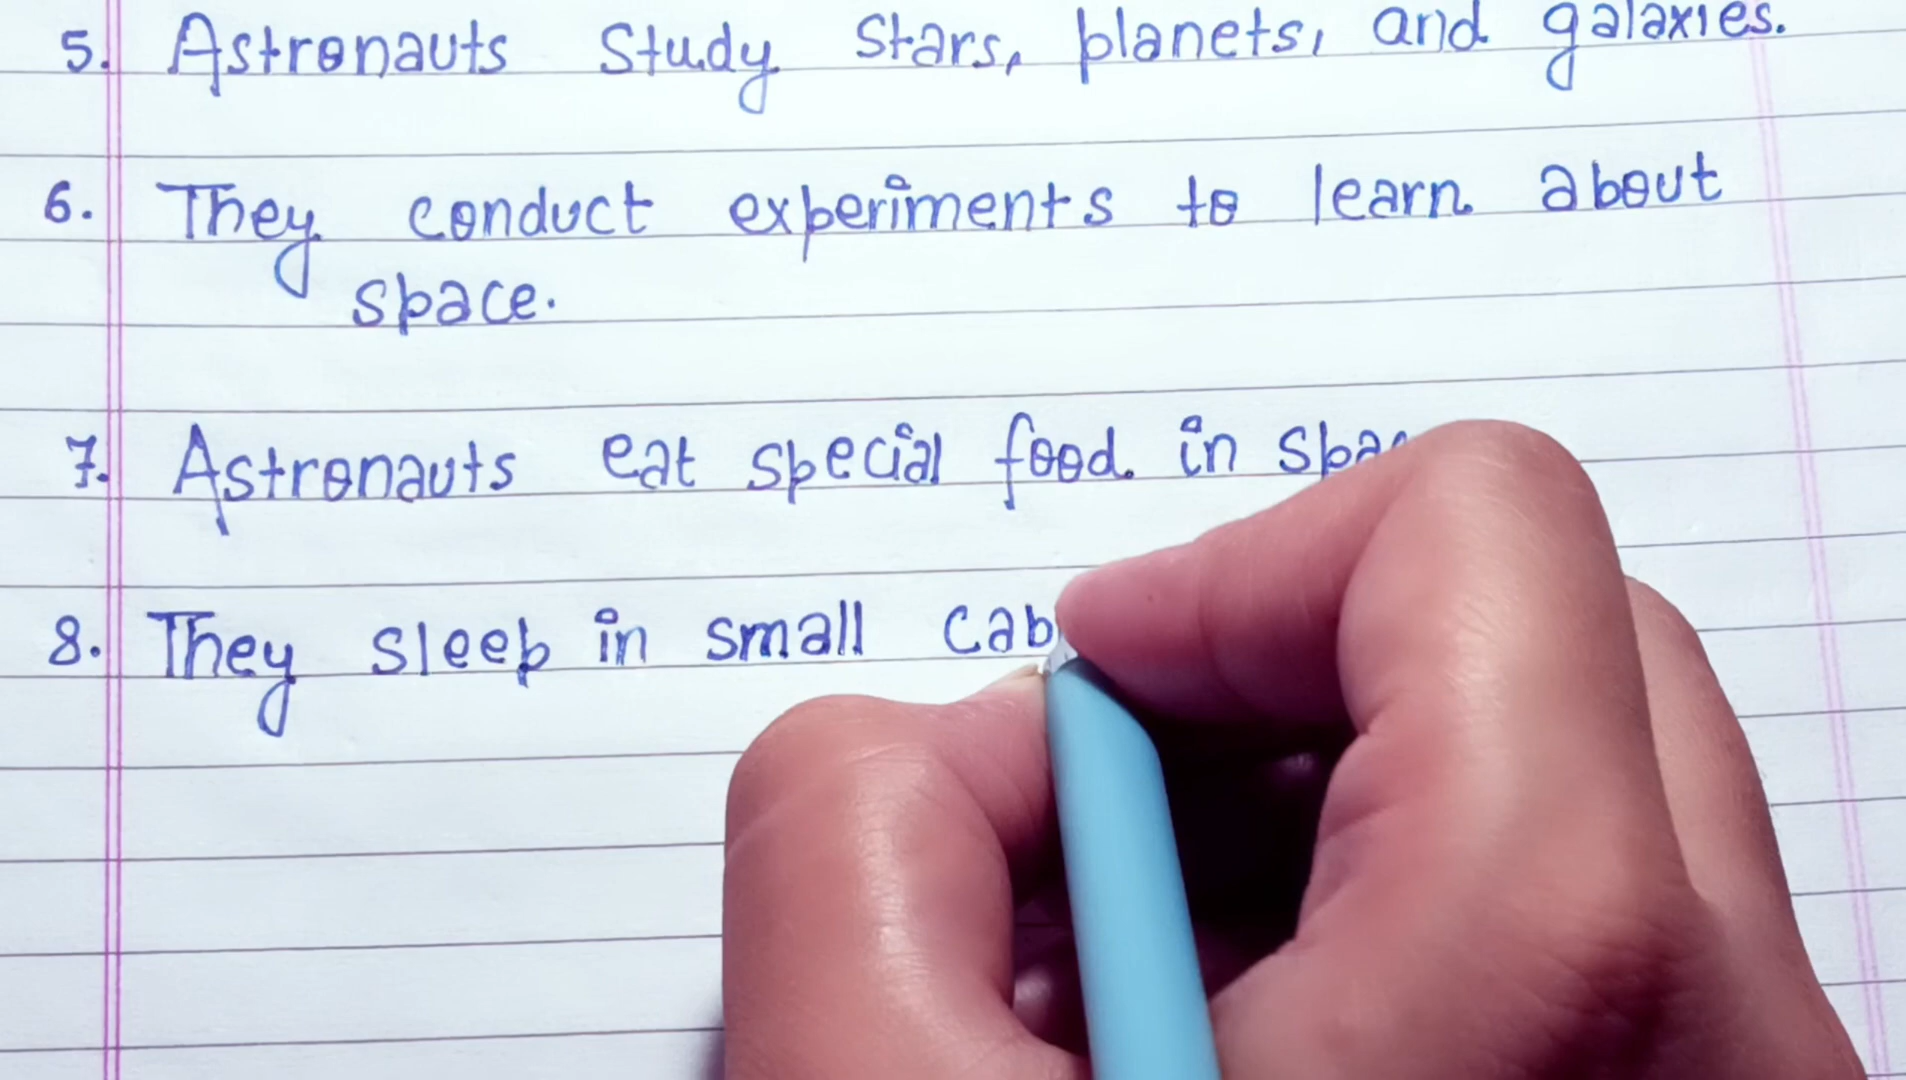 5. Astronauts study stars, planets, and galaxies.
6. They conduct experiments to learn about
space.
7. Astronauts eat special food in
8. They sleep in small